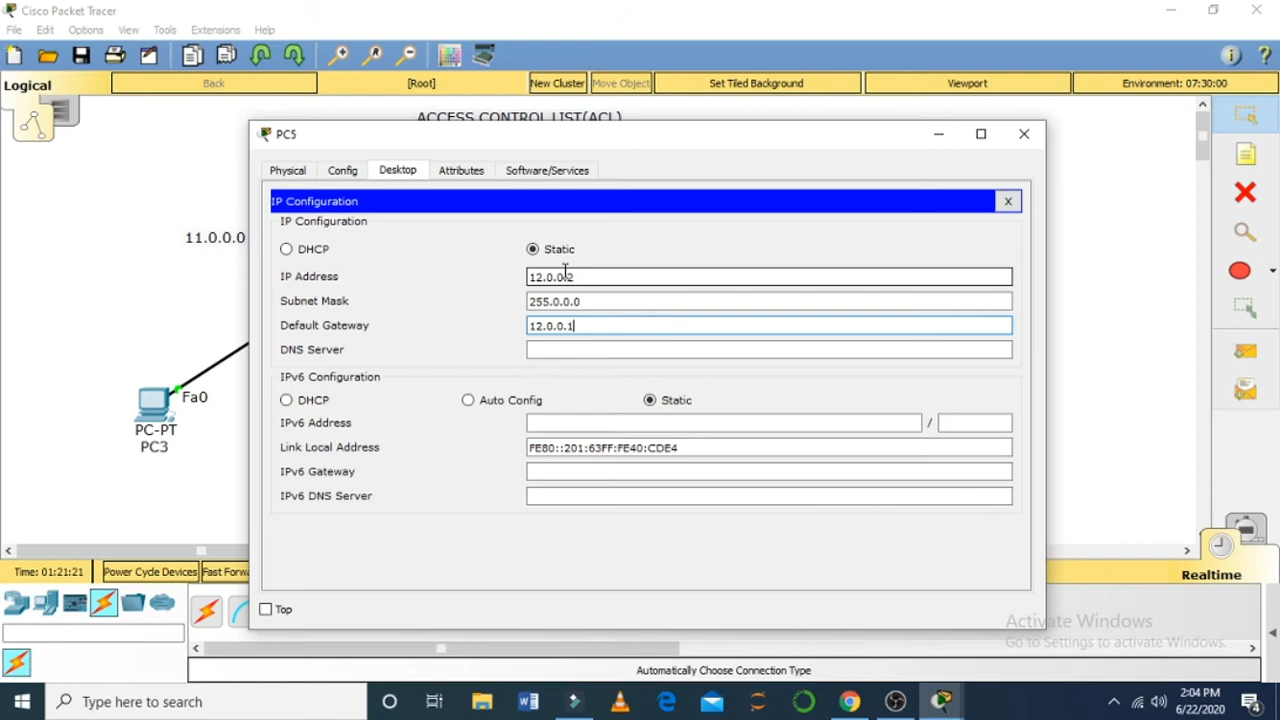 Cisco Packet Tracer
File Edit Options View Tools Extensions Help
Logical Back [Root] New Cluster Move Object Set Tiled Background Viewport Environment: 07:30:00
ACCESS CONTROL LIST(ACL)
PC5
Physical Config Desktop Attributes Software/Services
IP Configuration X
IP Configuration
11.0.0.0
DHCP Static
IP Address 12.0.0.2
Subnet Mask 255.0.0.0
Default Gateway 12.0.0.1
DNS Server
IPv6 Configuration
DHCP Auto Config Static
IPv6 Address /
Link Local Address FE80::201:63FF:FE40:CDE4
IPv6 Gateway
IPv6 DNS Server
Fa0
PC-PT
PC3
Time: 01:21:21 Power Cycle Devices Fast Forw Realtime
Top
Activate Windows
Go to Settings to activate Windows.
Automatically Choose Connection Type
Type here to search
2:04 PM
6/22/2020
4